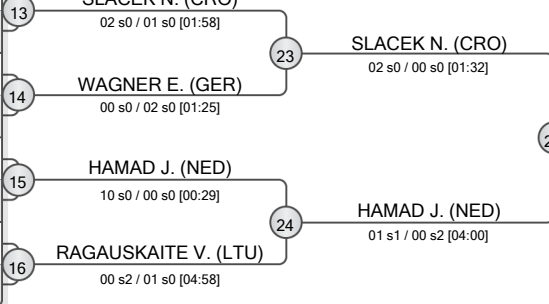 SLACEK N. (CRO)
13
02 s0 / 01 s0 [01:58]
23
SLACEK N. (CRO)
02 s0 / 00 s0 [01:32]
WAGNER E. (GER)
14
00 s0 / 02 s0 [01:25]
HAMAD J. (NED)
15
10 s0 / 00 s0 [00:29]
24
HAMAD J. (NED)
01 s1 / 00 s2 [04:00]
RAGAUSKAITE V. (LTU)
16
00 s2 / 01 s0 [04:58]